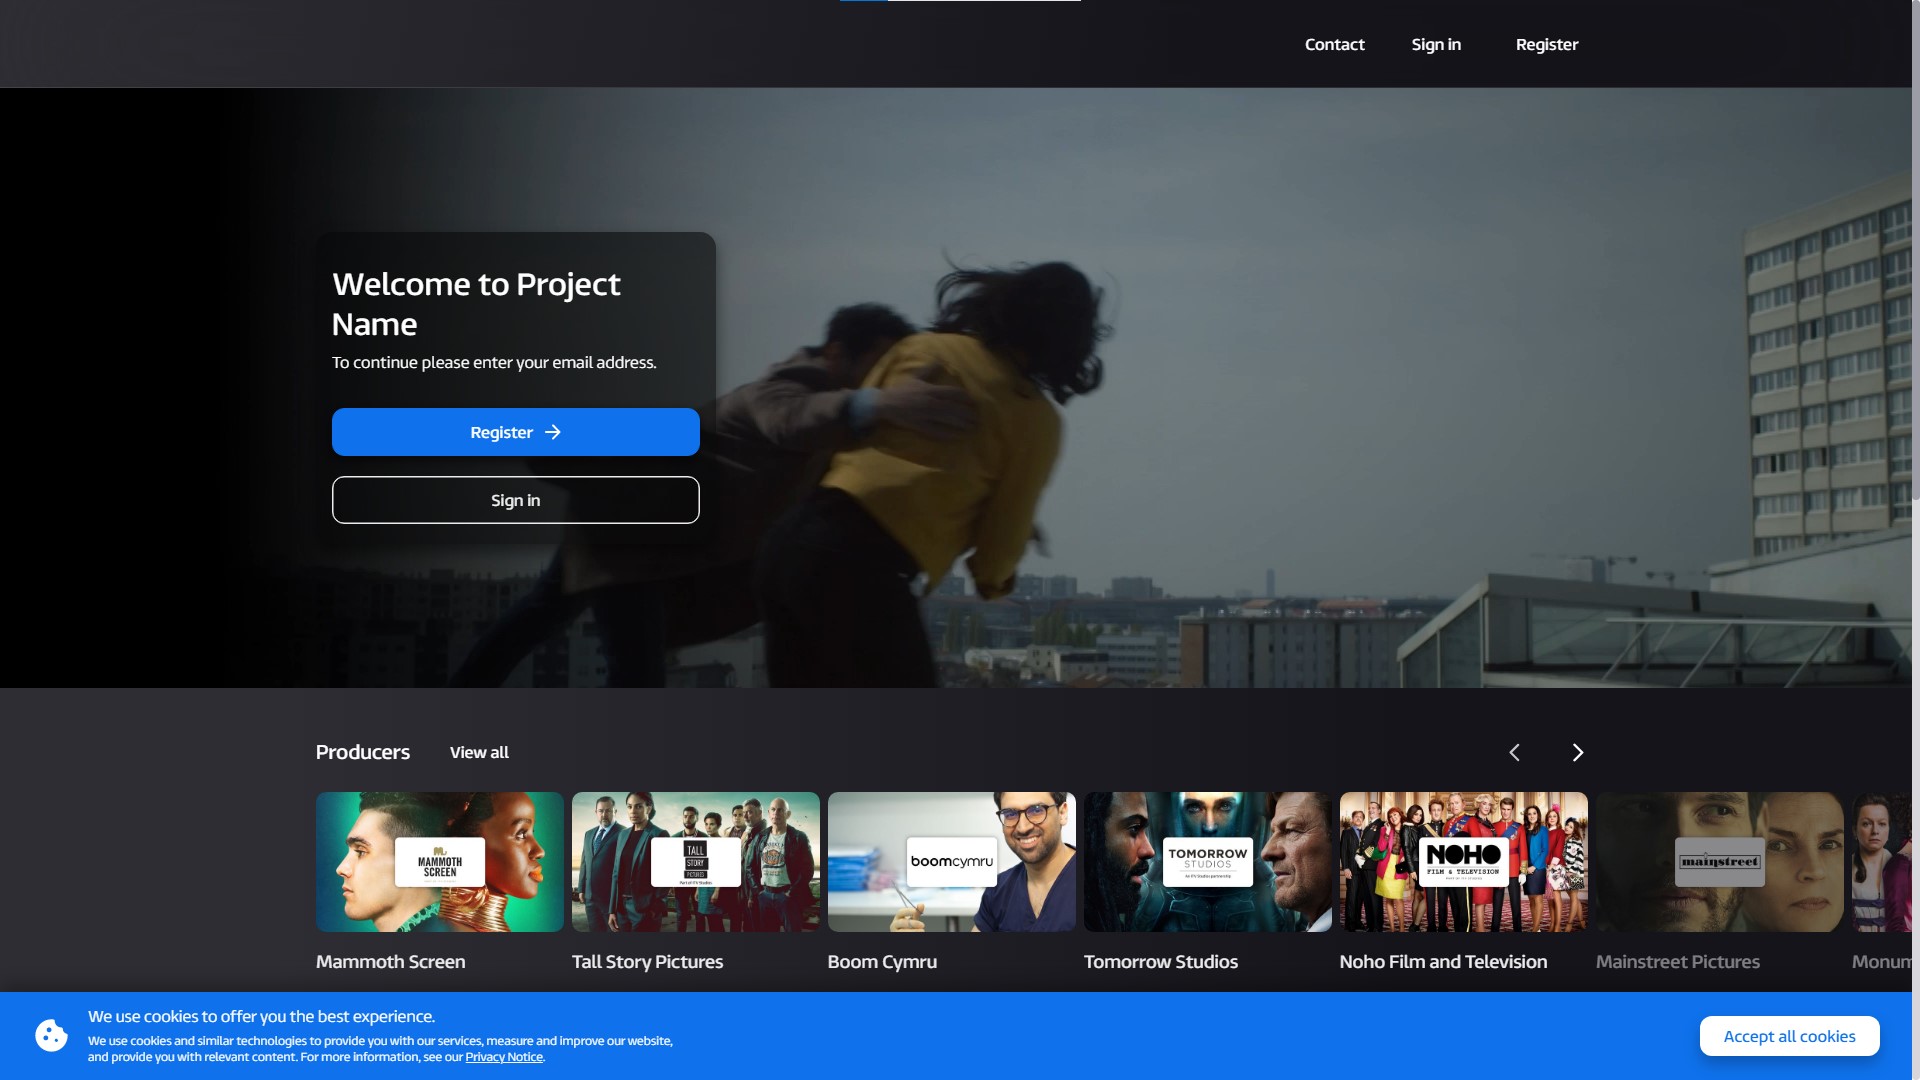 Contact Sign in Register
Welcome to Project
Name
To continue please enter your email address.
Register
Sign in
Producers View all
MAMMOTH
SCREEN
TALL
STORY
PICTURES
boomcymru
TOMORROW
STUDIOS
An ITV Studios partnership
NOHO
FILM & TELEVISION
mainstreet
Mammoth Screen
Tall Story Pictures
Boom Cymru
Tomorrow Studios
Noho Film and Television
Mainstreet Pictures
Monum
We use cookies to offer you the best experience.
We use cookies and similar technologies to provide you with our services, measure and improve our website,
and provide you with relevant content. For more information, see our Privacy Notice.
Accept all cookies